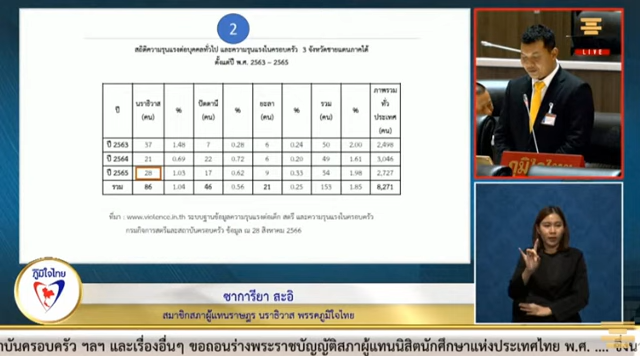 2
สถิติความรุนแรงต่อบุคคลทั่วไป และความรุนแรงในครอบครัว 3 จังหวัดชายแดนภาคใต้
ตั้งแต่ปี พ.ศ. 2563 – 2565
ปี นราธิวาส (คน) % ปัตตานี (คน) % ยะลา (คน) % รวม (คน) % ภาพรวมทั่วประเทศ (คน)
ปี 2563 37 1.48 7 0.28 6 0.24 50 2.00 2,498
ปี 2564 21 0.69 22 0.72 6 0.20 49 1.61 3,046
ปี 2565 28 1.03 17 0.62 9 0.33 54 1.98 2,727
รวม 86 1.04 46 0.56 21 0.25 153 1.85 8,271
ที่มา : www.violence.in.th ระบบฐานข้อมูลความรุนแรงต่อเด็ก สตรี และความรุนแรงในครอบครัว
กรมกิจการสตรีและสถาบันครอบครัว ข้อมูล ณ 28 สิงหาคม 2566
LIVE
ภูมิใจไทย
ภูมิใจไทย
ซาการียา สะอิ
สมาชิกสภาผู้แทนราษฎร นราธิวาส พรรคภูมิใจไทย
าบันครอบครัว ฯลฯ และเรื่องอื่นๆ ขอถอนร่างพระราชบัญญัติสภาผู้แทนนิสิตนักศึกษาแห่งประเทศไทย พ.ศ. .... ซึ่งน